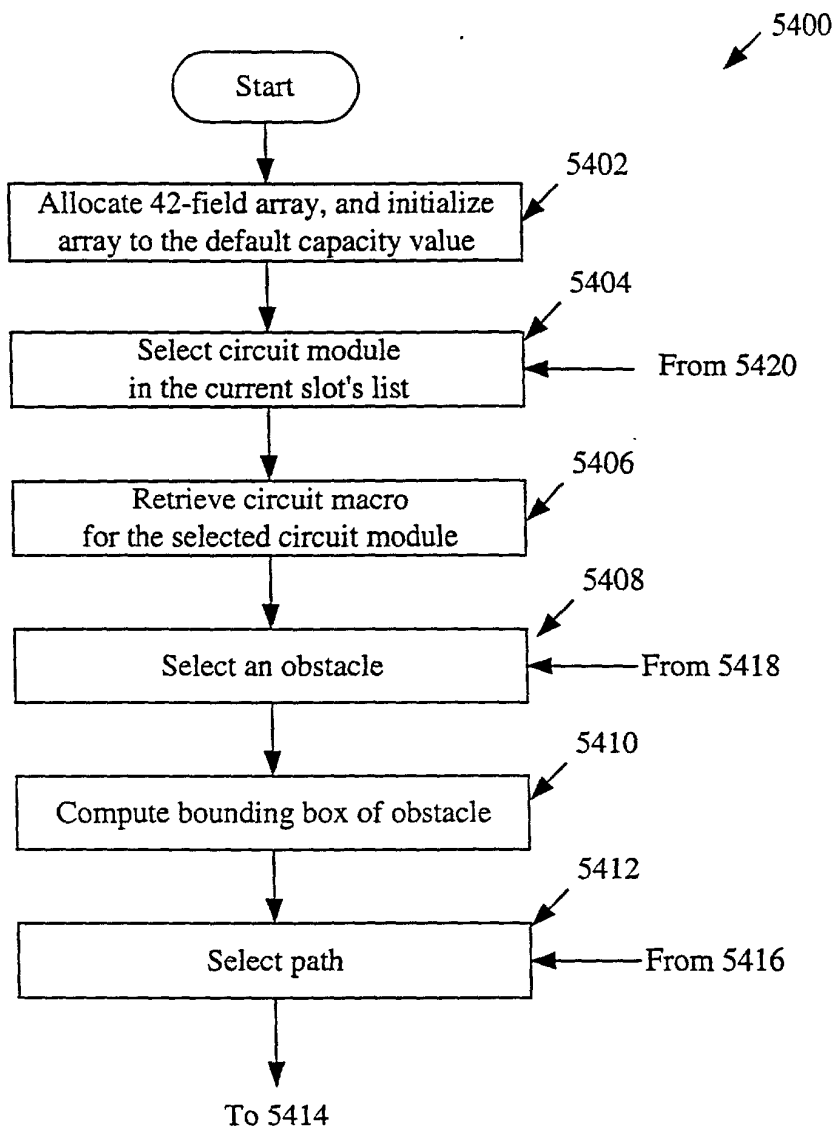 5400
Start
5402
Allocate 42-field array, and initialize
array to the default capacity value
5404
Select circuit module
in the current slot's list
From 5420
5406
Retrieve circuit macro
for the selected circuit module
5408
Select an obstacle
From 5418
5410
Compute bounding box of obstacle
5412
Select path
From 5416
To 5414